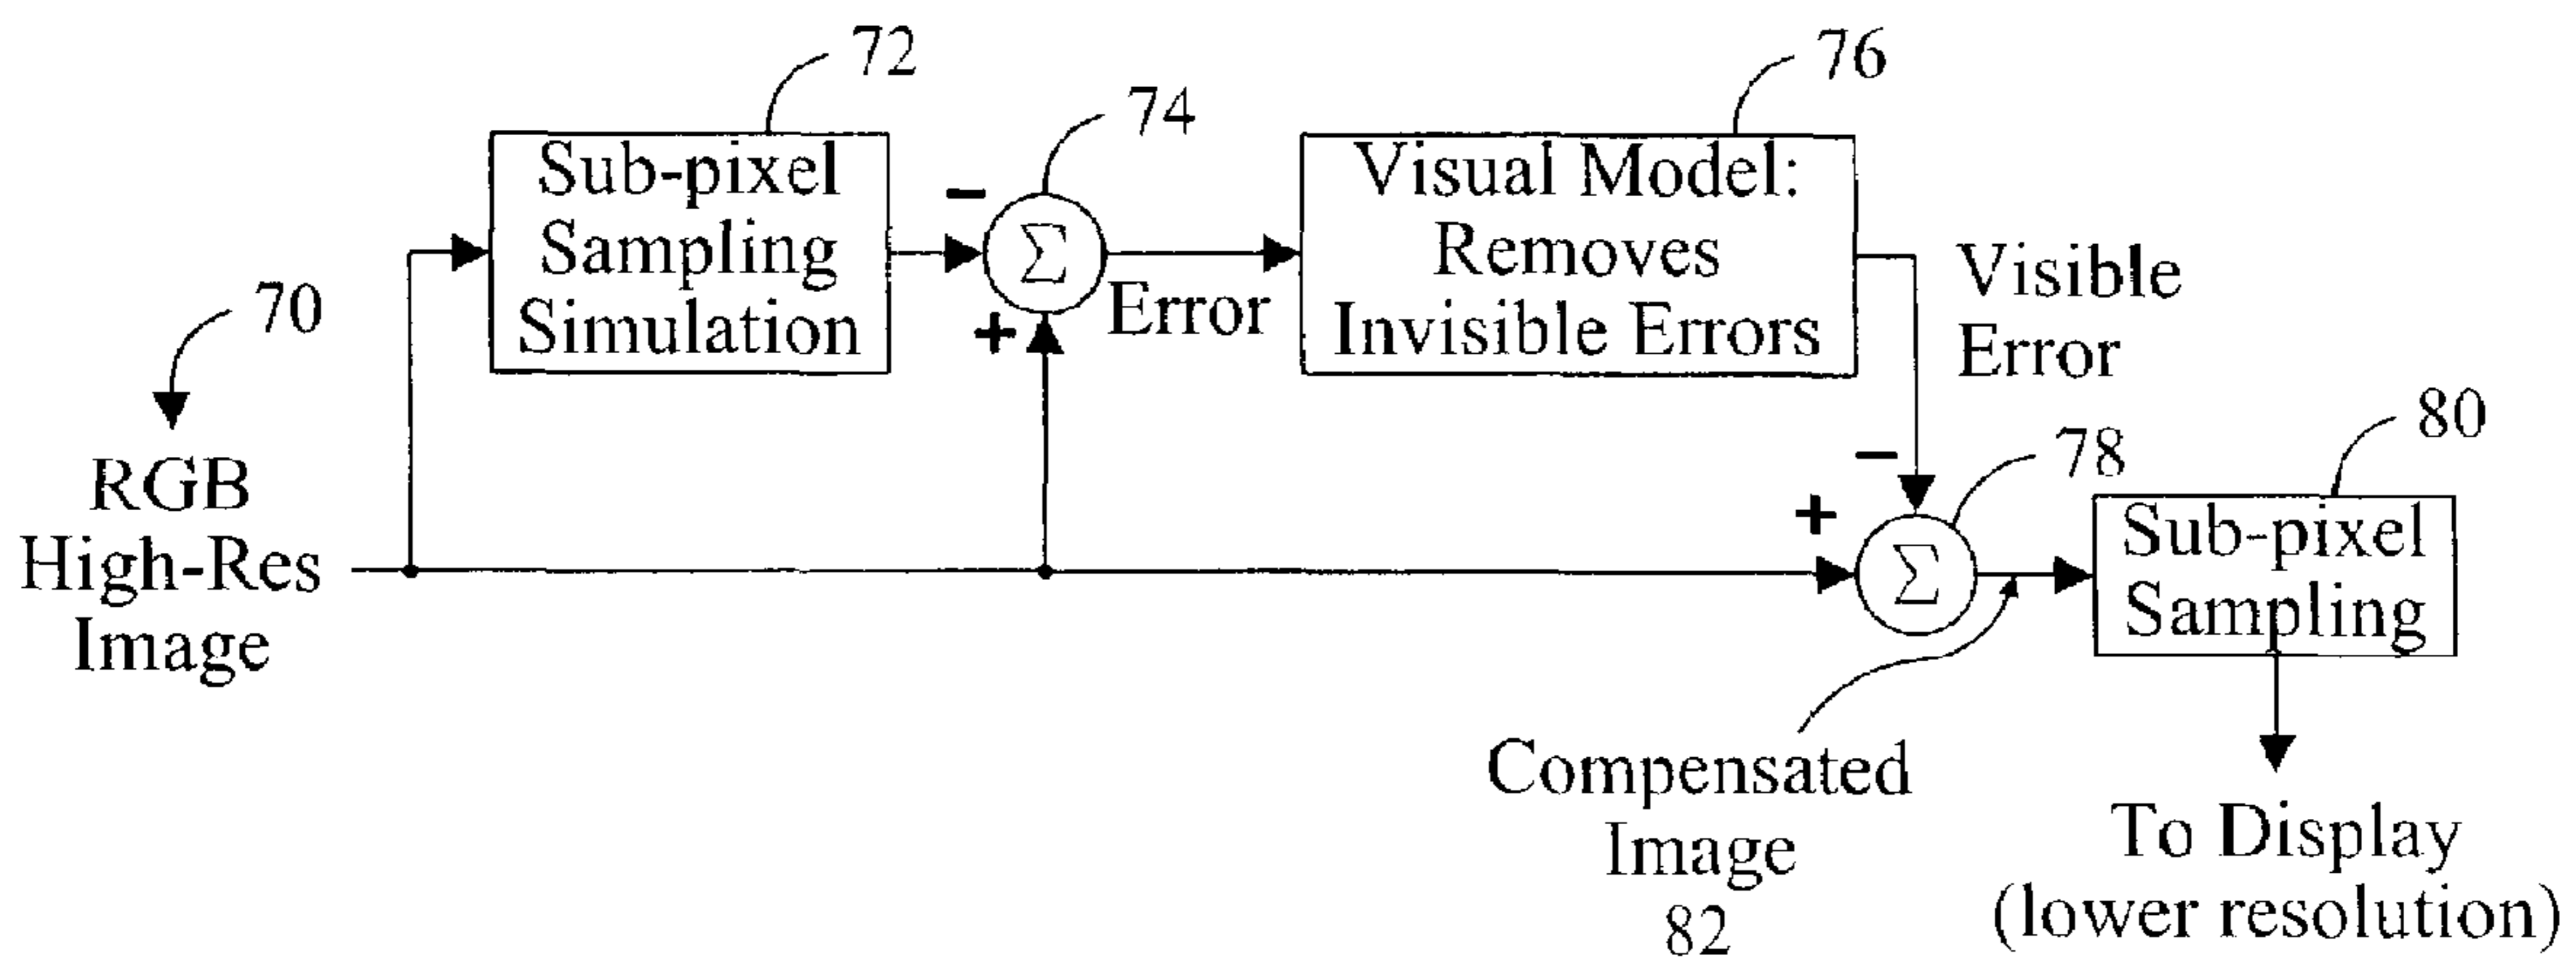 72
74
76
Sub-pixel
Sampling
Simulation
−
Σ
+
Error
Visual Model:
Removes
Invisible Errors
Visible
Error
70
RGB
High-Res
Image
−
+
Σ
78
80
Sub-pixel
Sampling
Compensated
Image
82
To Display
(lower resolution)